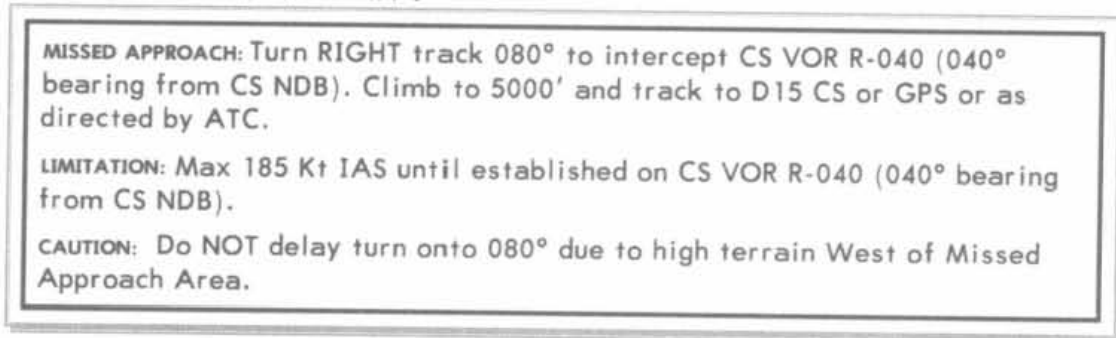 MISSED APPROACH: Turn RIGHT track 080° to intercept CS VOR R-040 (040°
bearing from CS NDB). Climb to 5000' and track to D15 CS or GPS or as
directed by ATC.
LIMITATION: Max 185 Kt IAS until established on CS VOR R-040 (040° bearing
from CS NDB).
CAUTION: Do NOT delay turn onto 080° due to high terrain West of Missed
Approach Area.